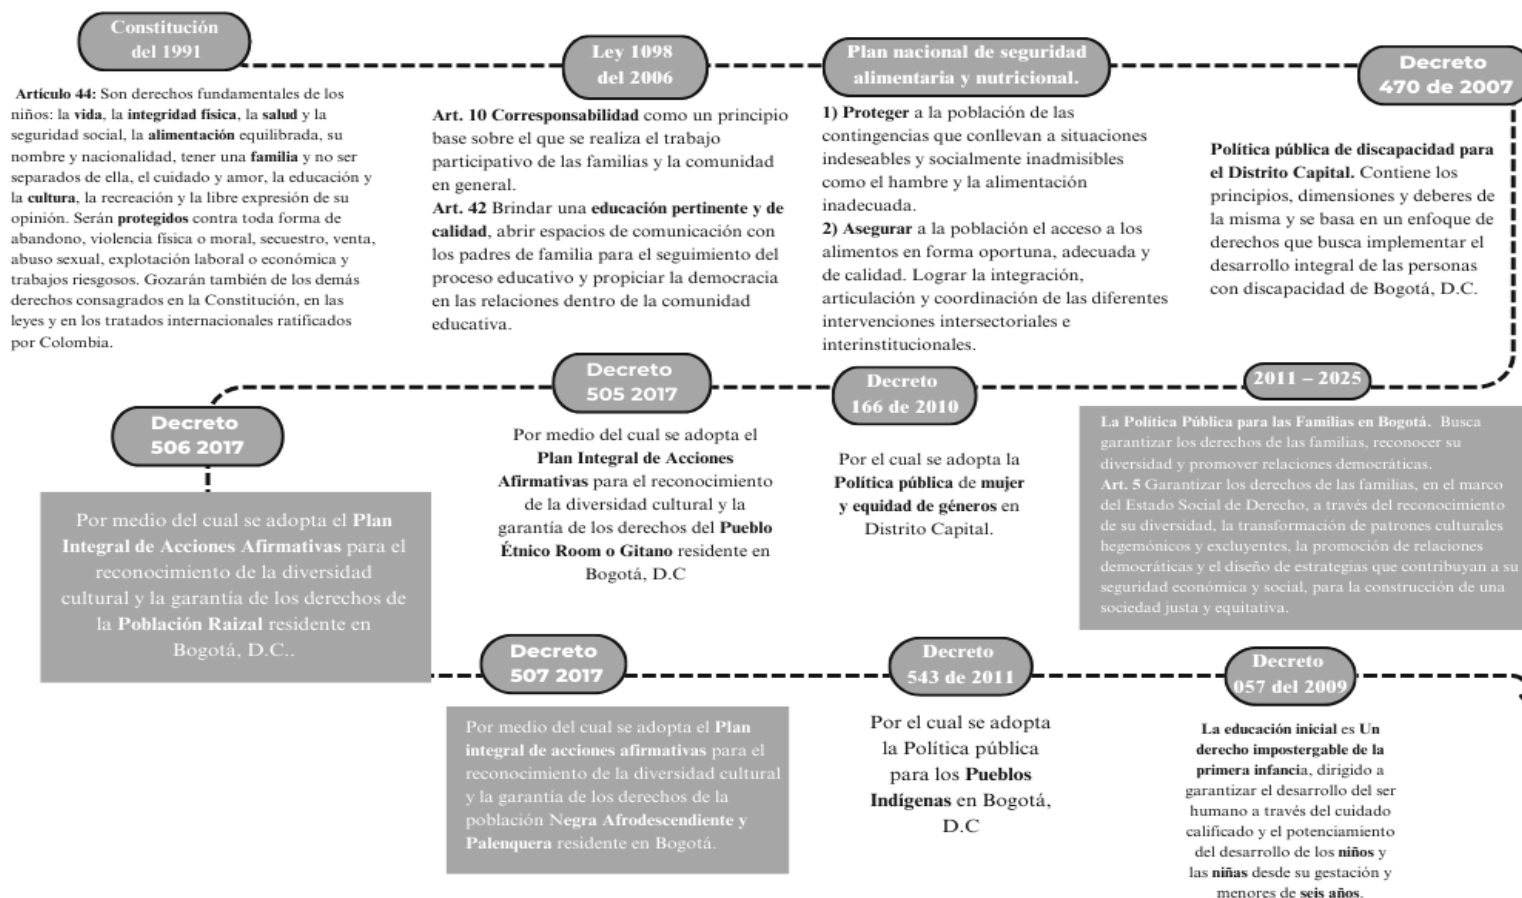 Constitución
del 1991
Artículo 44: Son derechos fundamentales de los
niños: la vida, la integridad física, la salud y la
seguridad social, la alimentación equilibrada, su
nombre y nacionalidad, tener una familia y no ser
separados de ella, el cuidado y amor, la educación y
la cultura, la recreación y la libre expresión de su
opinión. Serán protegidos contra toda forma de
abandono, violencia física o moral, secuestro, venta,
abuso sexual, explotación laboral o económica y
trabajos riesgosos. Gozarán también de los demás
derechos consagrados en la Constitución, en las
leyes y en los tratados internacionales ratificados
por Colombia.
Ley 1098
del 2006
Art. 10 Corresponsabilidad como un principio
base sobre el que se realiza el trabajo
participativo de las familias y la comunidad
en general.
Art. 42 Brindar una educación pertinente y de
calidad, abrir espacios de comunicación con
los padres de familia para el seguimiento del
proceso educativo y propiciar la democracia
en las relaciones dentro de la comunidad
educativa.
Plan nacional de seguridad
alimentaria y nutricional.
1) Proteger a la población de las
contingencias que conllevan a situaciones
indeseables y socialmente inadmisibles
como el hambre y la alimentación
inadecuada.
2) Asegurar a la población el acceso a los
alimentos en forma oportuna, adecuada y
de calidad. Lograr la integración,
articulación y coordinación de las diferentes
intervenciones intersectoriales e
interinstitucionales.
Decreto
470 de 2007
Política pública de discapacidad para
el Distrito Capital. Contiene los
principios, dimensiones y deberes de
la misma y se basa en un enfoque de
derechos que busca implementar el
desarrollo integral de las personas
con discapacidad de Bogotá, D.C.
Decreto
506 2017
Por medio del cual se adopta el Plan
Integral de Acciones Afirmativas para el
reconocimiento de la diversidad
cultural y la garantía de los derechos de
la Población Raizal residente en
Bogotá, D.C..
Decreto
505 2017
Por medio del cual se adopta el
Plan Integral de Acciones
Afirmativas para el reconocimiento
de la diversidad cultural y la
garantía de los derechos del Pueblo
Étnico Room o Gitano residente en
Bogotá, D.C
Decreto
166 de 2010
Por el cual se adopta la
Política pública de mujer
y equidad de géneros en
Distrito Capital.
2011 – 2025
La Política Pública para las Familias en Bogotá. Busca
garantizar los derechos de las familias, reconocer su
diversidad y promover relaciones democráticas.
Art. 5 Garantizar los derechos de las familias, en el marco
del Estado Social de Derecho, a través del reconocimiento
de su diversidad, la transformación de patrones culturales
hegemónicos y excluyentes, la promoción de relaciones
democráticas y el diseño de estrategias que contribuyan a su
seguridad económica y social, para la construcción de una
sociedad justa y equitativa.
Decreto
507 2017
Por medio del cual se adopta el Plan
integral de acciones afirmativas para el
reconocimiento de la diversidad cultural
y la garantía de los derechos de la
población Negra Afrodescendiente y
Palenquera residente en Bogotá.
Decreto
543 de 2011
Por el cual se adopta
la Política pública
para los Pueblos
Indígenas en Bogotá,
D.C
Decreto
057 del 2009
La educación inicial es Un
derecho impostergable de la
primera infancia, dirigido a
garantizar el desarrollo del ser
humano a través del cuidado
calificado y el potenciamiento
del desarrollo de los niños y
las niñas desde su gestación y
menores de seis años.